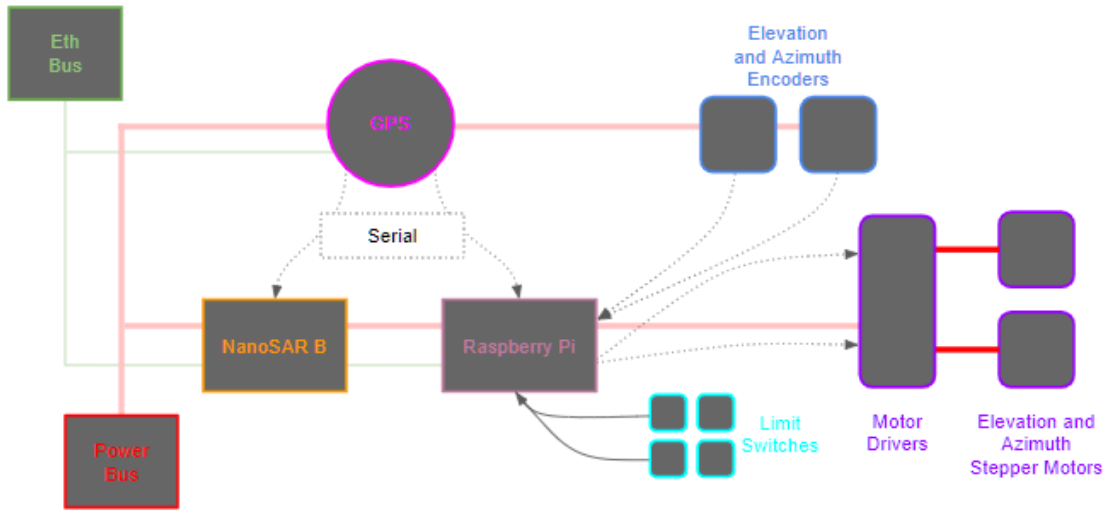 Eth
Bus
GPS
Elevation
and Azimuth
Encoders
Serial
NanoSAR B
Raspberry Pi
Power
Bus
Limit
Switches
Motor
Drivers
Elevation and
Azimuth
Stepper Motors